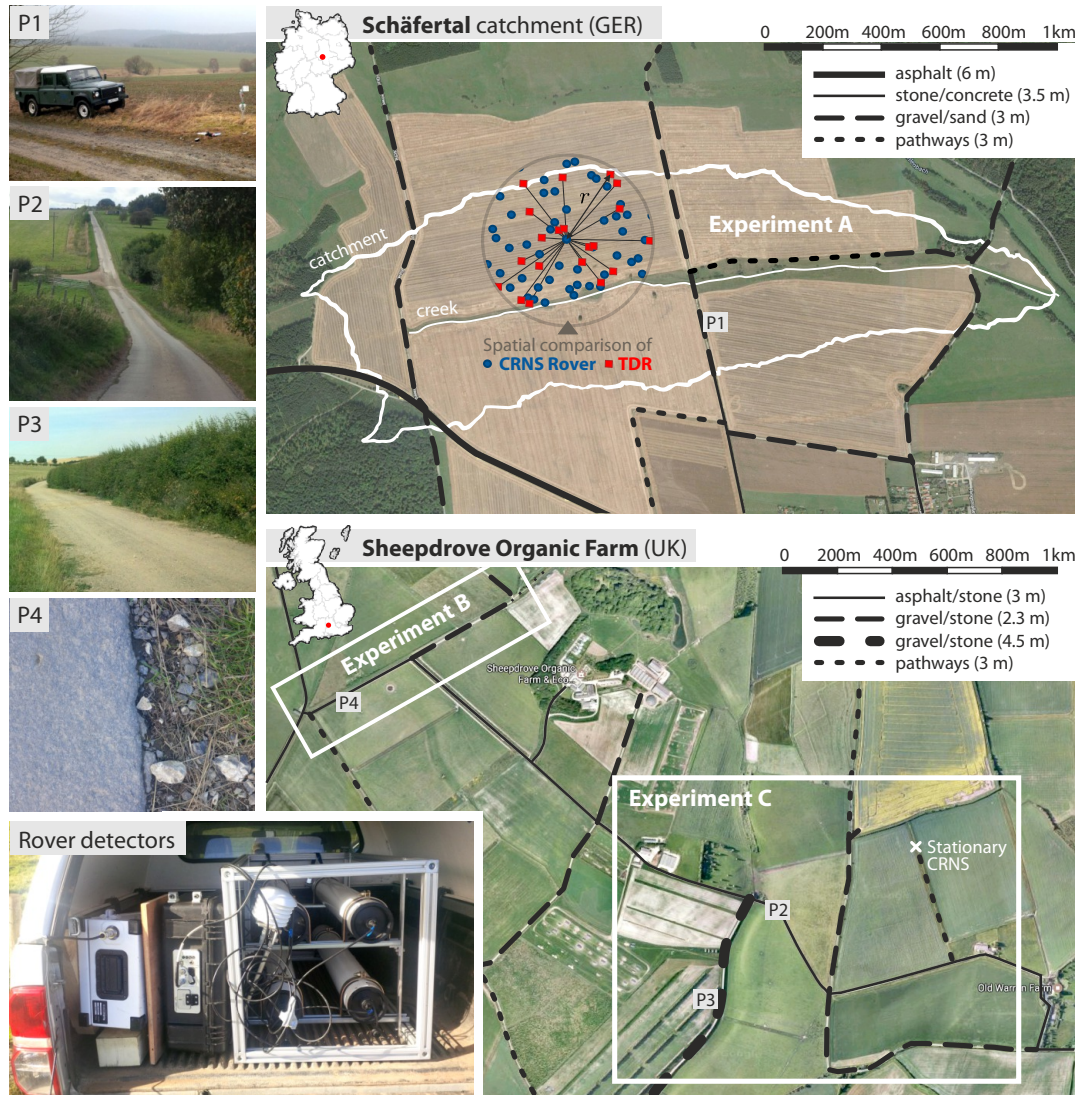 P1
P2
P3
P4
Rover detectors
Schäfertal catchment (GER)
0 200m 400m 600m 800m 1km
asphalt (6 m)
stone/concrete (3.5 m)
gravel/sand (3 m)
pathways (3 m)
r
Experiment A
catchment
creek
P1
Spatial comparison of
CRNS Rover TDR
Sheepdrove Organic Farm (UK)
0 200m 400m 600m 800m 1km
asphalt/stone (3 m)
gravel/stone (2.3 m)
gravel/stone (4.5 m)
pathways (3 m)
Experiment B
Sheepdrove Organic
Farm & Eco...
P4
Experiment C
Stationary
CRNS
P2
P3
Old Warren Farm